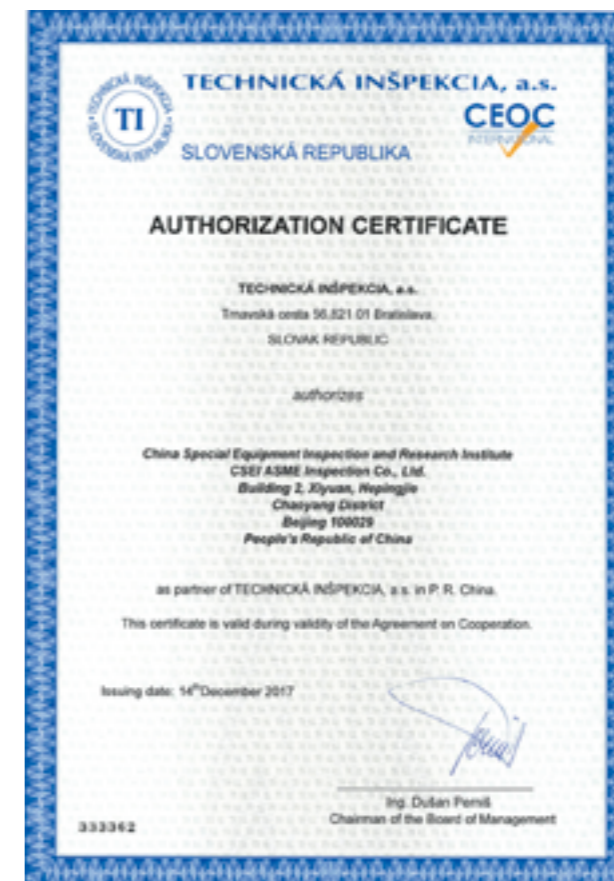 TECHNICKÁ INŠPEKCIA, a.s.
TI
CEOC
INTERNATIONAL
SLOVENSKÁ REPUBLIKA
AUTHORIZATION CERTIFICATE
TECHNICKÁ INŠPEKCIA, a.s.
Trnavská cesta 56,821 01 Bratislava,
SLOVAK REPUBLIC
authorizes
China Special Equipment Inspection and Research Institute
CSEI ASME Inspection Co., Ltd.
Building 2, Xiyuan, Hepingjie
Chaoyang District
Beijing 100029
People's Republic of China
as partner of TECHNICKÁ INŠPEKCIA, a.s. in P. R. China.
This certificate is valid during validity of the Agreement on Cooperation.
Issuing date: 14th December 2017
Ing. Dušan Perniš
Chairman of the Board of Management
333362